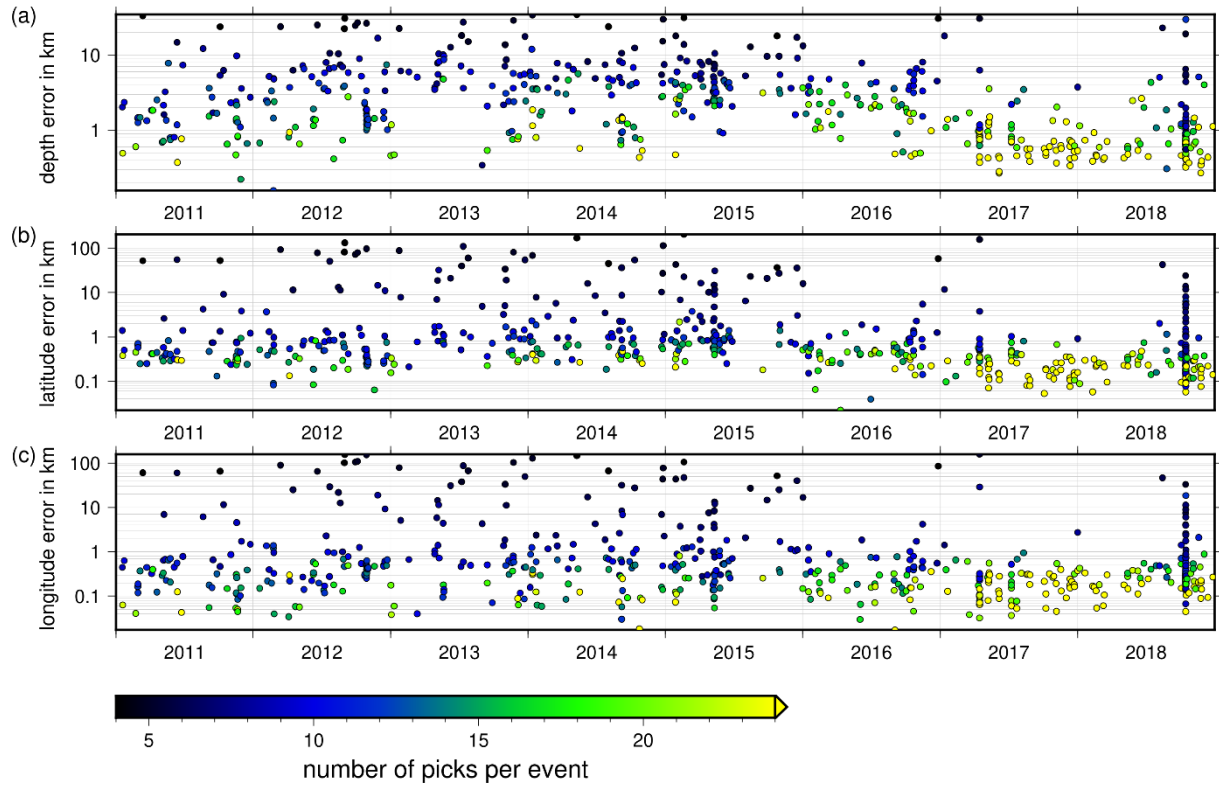 (a)
depth error in km
10
1
2011 2012 2013 2014 2015 2016 2017 2018
(b)
latitude error in km
100
10
1
0.1
2011 2012 2013 2014 2015 2016 2017 2018
(c)
longitude error in km
100
10
1
0.1
2011 2012 2013 2014 2015 2016 2017 2018
5 10 15 20
number of picks per event